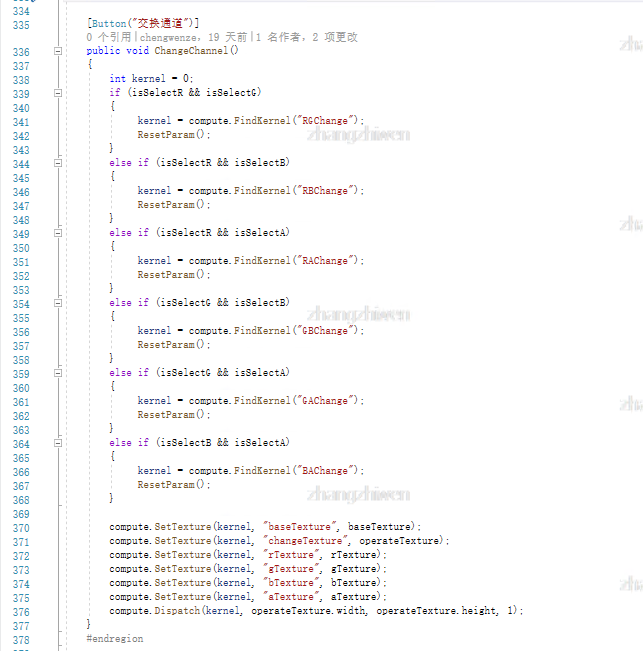 334
335 [Button("交换通道")]
0 个引用|chengwenze，19 天前|1 名作者，2 项更改
336 public void ChangeChannel()
337 {
338 int kernel = 0;
339 if (isSelectR && isSelectG)
340 {
341 kernel = compute.FindKernel("RGChange");
342 ResetParam();
343 }
344 else if (isSelectR && isSelectB)
345 {
346 kernel = compute.FindKernel("RBChange");
347 ResetParam();
348 }
349 else if (isSelectR && isSelectA)
350 {
351 kernel = compute.FindKernel("RAChange");
352 ResetParam();
353 }
354 else if (isSelectG && isSelectB)
355 {
356 kernel = compute.FindKernel("GBChange");
357 ResetParam();
358 }
359 else if (isSelectG && isSelectA)
360 {
361 kernel = compute.FindKernel("GAChange");
362 ResetParam();
363 }
364 else if (isSelectB && isSelectA)
365 {
366 kernel = compute.FindKernel("BAChange");
367 ResetParam();
368 }
369
370 compute.SetTexture(kernel, "baseTexture", baseTexture);
371 compute.SetTexture(kernel, "changeTexture", operateTexture);
372 compute.SetTexture(kernel, "rTexture", rTexture);
373 compute.SetTexture(kernel, "gTexture", gTexture);
374 compute.SetTexture(kernel, "bTexture", bTexture);
375 compute.SetTexture(kernel, "aTexture", aTexture);
376 compute.Dispatch(kernel, operateTexture.width, operateTexture.height, 1);
377 }
378 #endregion
zhangzhiwen
zhangzhiwen
zhangzhiwen